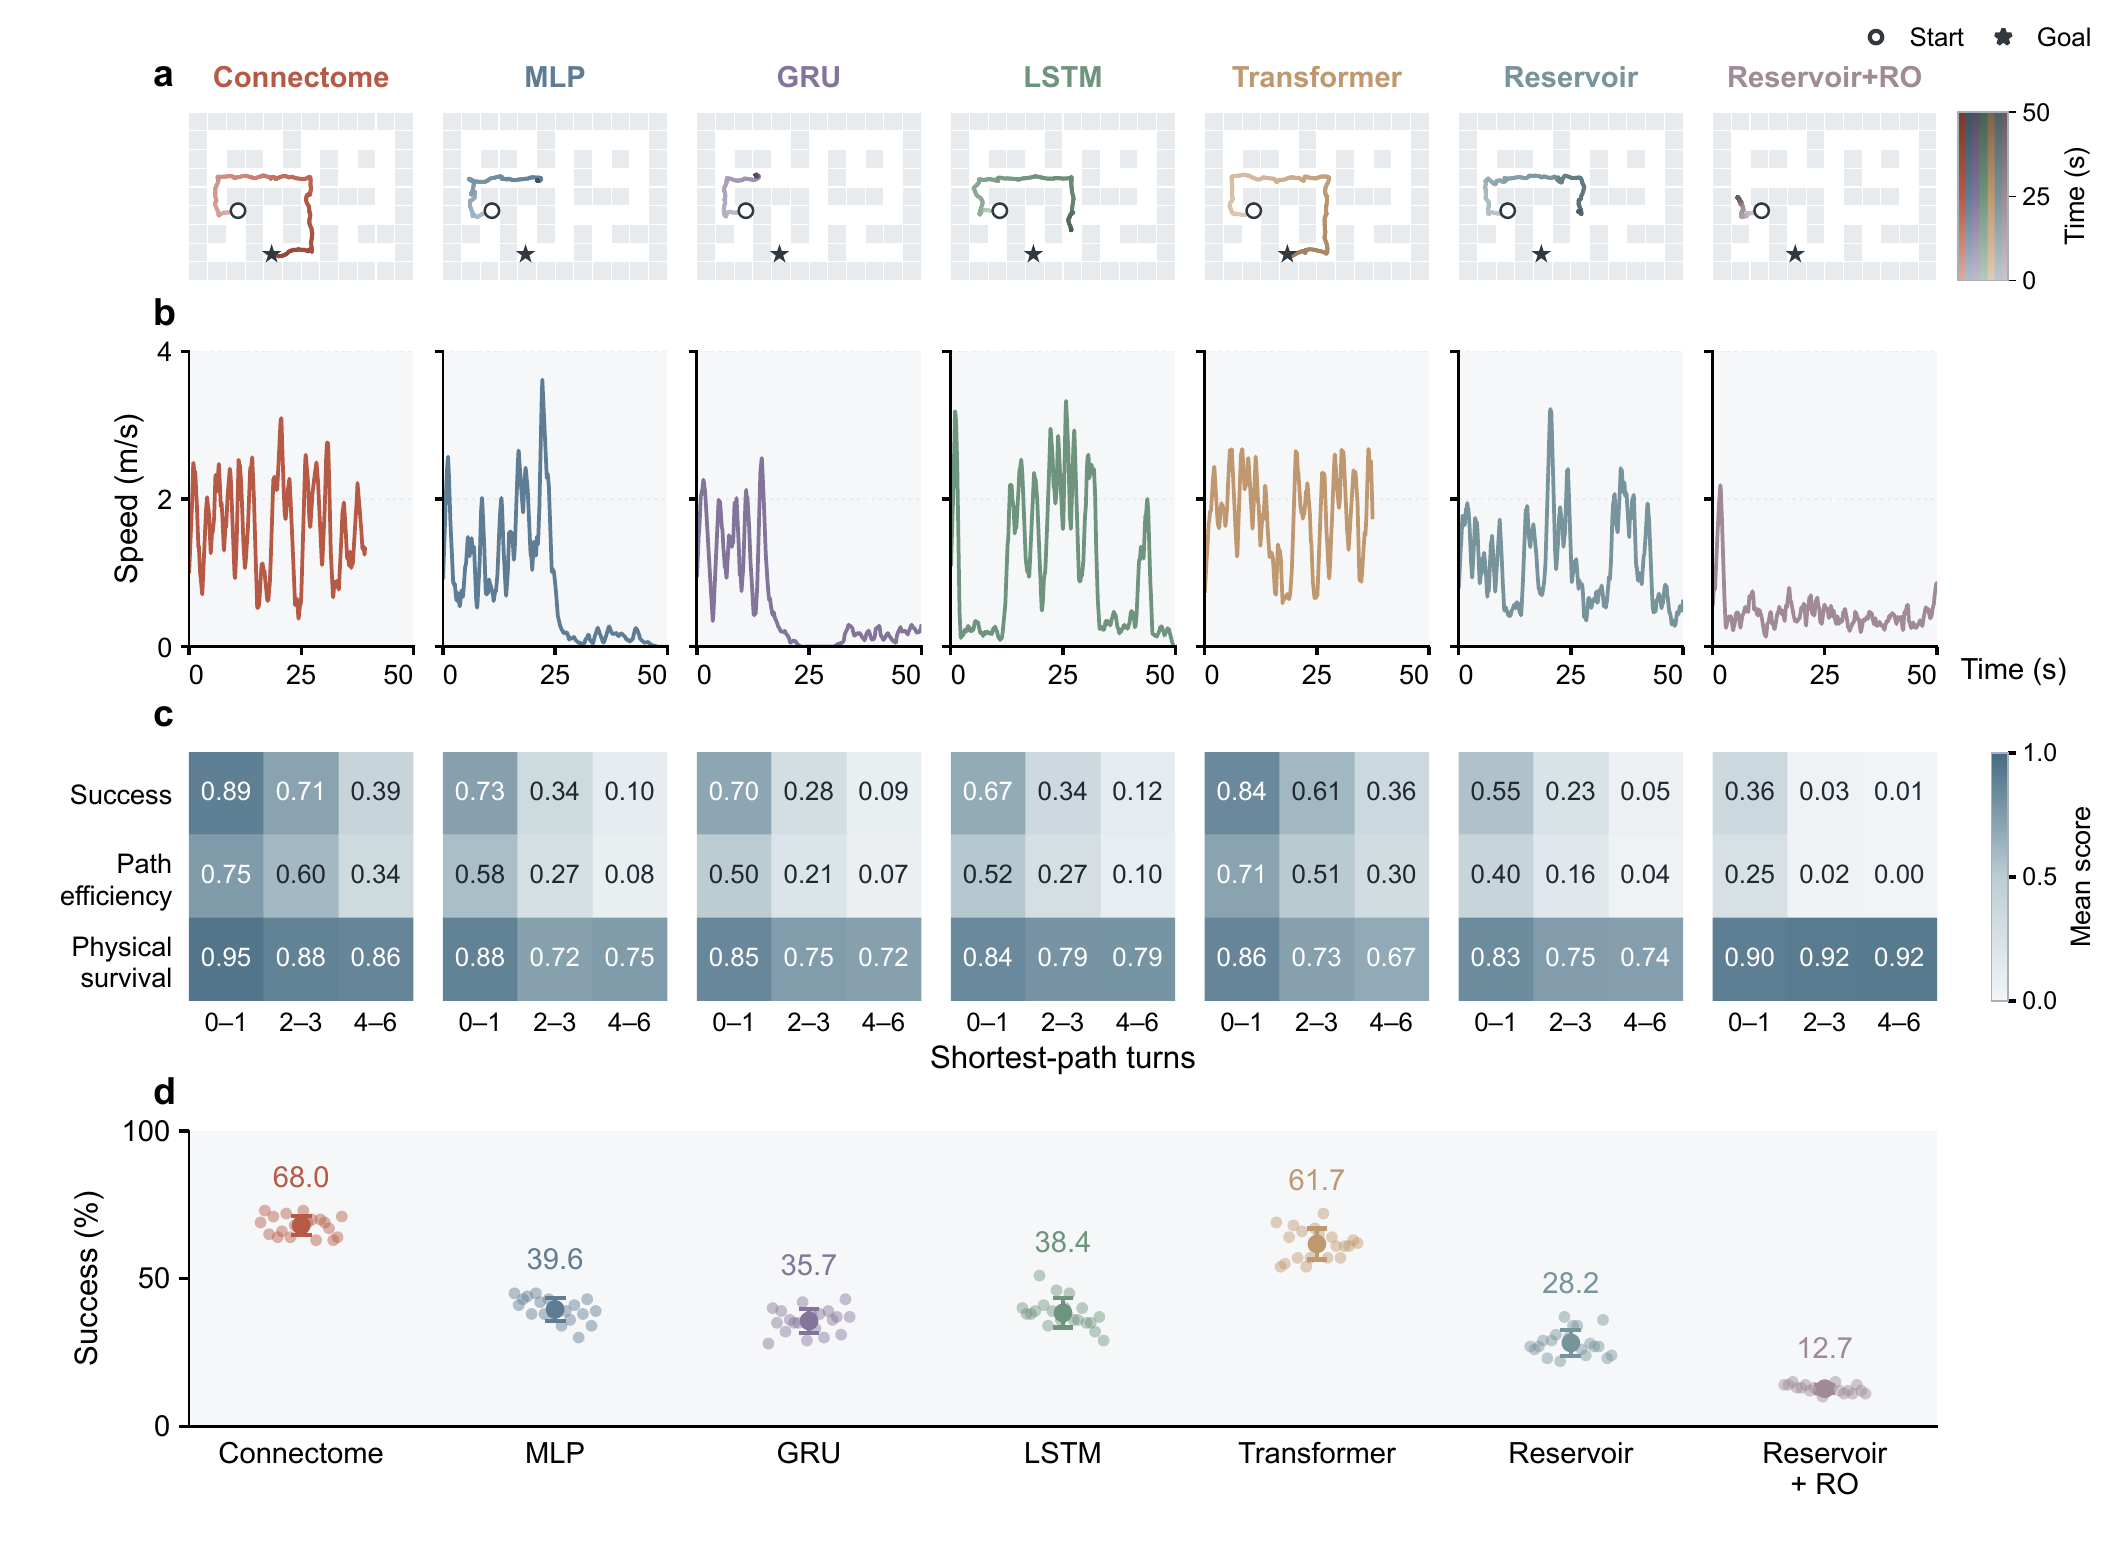 Start Goal
a Connectome MLP GRU LSTM Transformer Reservoir Reservoir+RO
50
25
0
Time (s)
b
4
2
0
Speed (m/s)
0 25 50 0 25 50 0 25 50 0 25 50 0 25 50 0 25 50 0 25 50 Time (s)
c
Success 0.89 0.71 0.39 0.73 0.34 0.10 0.70 0.28 0.09 0.67 0.34 0.12 0.84 0.61 0.36 0.55 0.23 0.05 0.36 0.03 0.01
Path
efficiency 0.75 0.60 0.34 0.58 0.27 0.08 0.50 0.21 0.07 0.52 0.27 0.10 0.71 0.51 0.30 0.40 0.16 0.04 0.25 0.02 0.00
Physical
survival 0.95 0.88 0.86 0.88 0.72 0.75 0.85 0.75 0.72 0.84 0.79 0.79 0.86 0.73 0.67 0.83 0.75 0.74 0.90 0.92 0.92
0–1 2–3 4–6 0–1 2–3 4–6 0–1 2–3 4–6 0–1 2–3 4–6 0–1 2–3 4–6 0–1 2–3 4–6 0–1 2–3 4–6
Shortest-path turns
1.0
0.5
0.0
Mean score
d
100
50
0
Success (%)
68.0 39.6 35.7 38.4 61.7 28.2 12.7
Connectome MLP GRU LSTM Transformer Reservoir Reservoir
+ RO